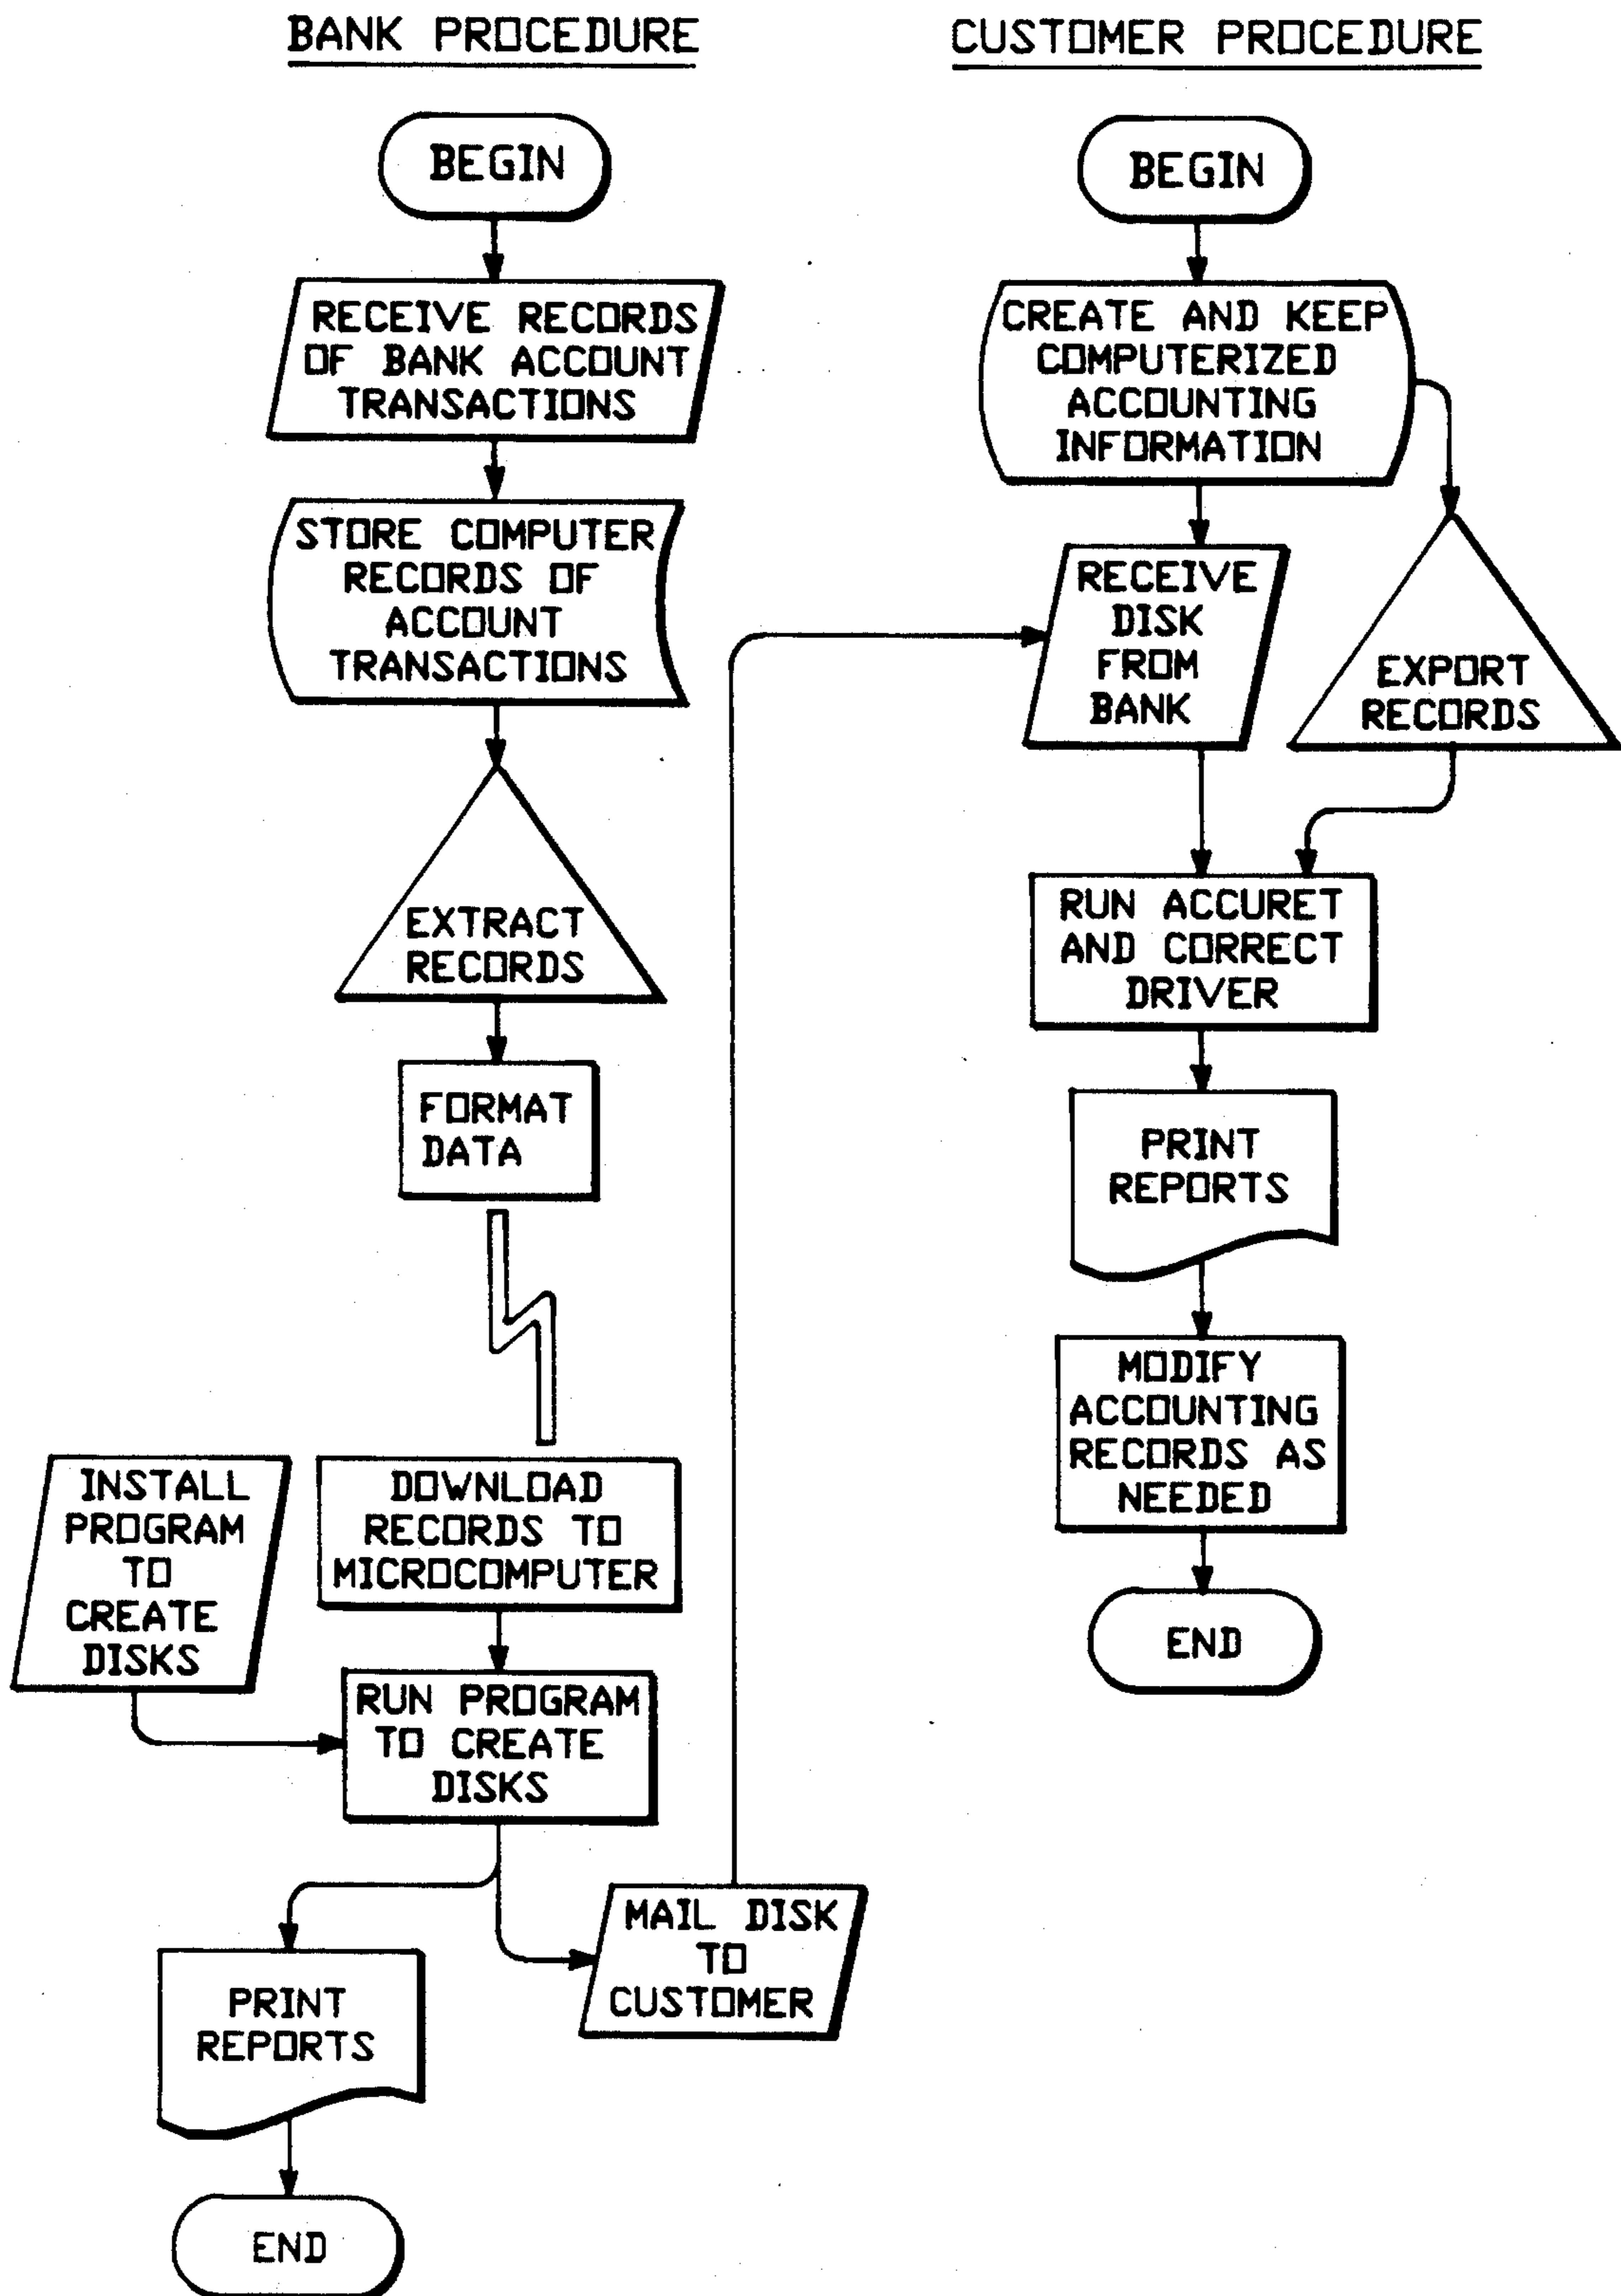 BANK PROCEDURE
BEGIN
RECEIVE RECORDS
OF BANK ACCOUNT
TRANSACTIONS
STORE COMPUTER
RECORDS OF
ACCOUNT
TRANSACTIONS
EXTRACT
RECORDS
FORMAT
DATA
INSTALL
PROGRAM
TO
CREATE
DISKS
DOWNLOAD
RECORDS TO
MICROCOMPUTER
RUN PROGRAM
TO CREATE
DISKS
MAIL DISK
TO
CUSTOMER
PRINT
REPORTS
END
CUSTOMER PROCEDURE
BEGIN
CREATE AND KEEP
COMPUTERIZED
ACCOUNTING
INFORMATION
RECEIVE
DISK
FROM
BANK
EXPORT
RECORDS
RUN ACCURET
AND CORRECT
DRIVER
PRINT
REPORTS
MODIFY
ACCOUNTING
RECORDS AS
NEEDED
END